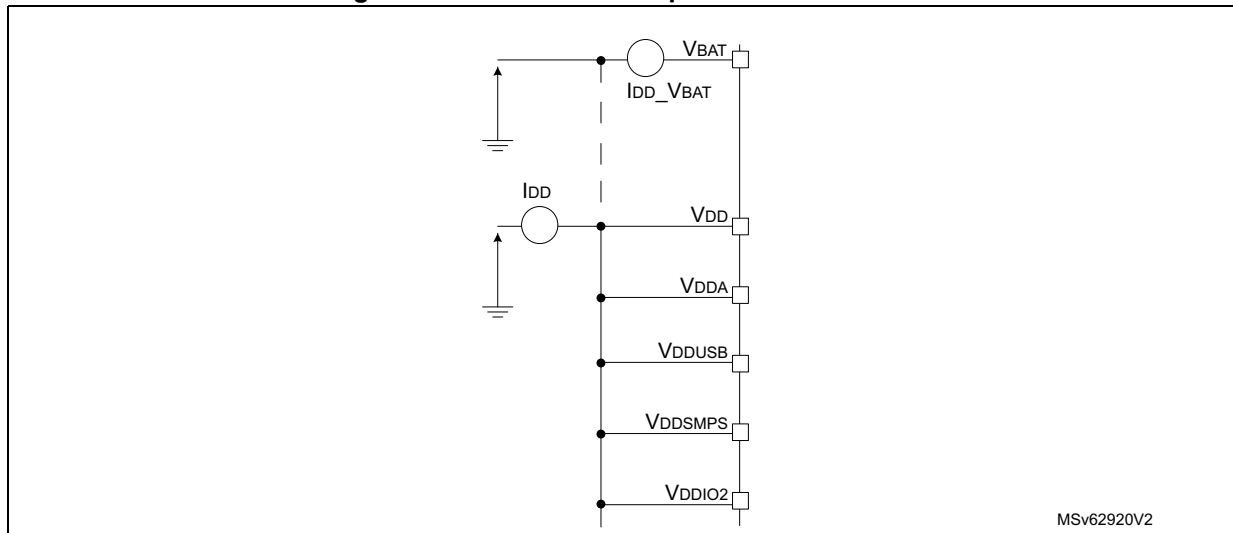 VBAT
IDD_VBAT
IDD
VDD
VDDA
VDDUSB
VDDSMPS
VDDIO2
MSv62920V2